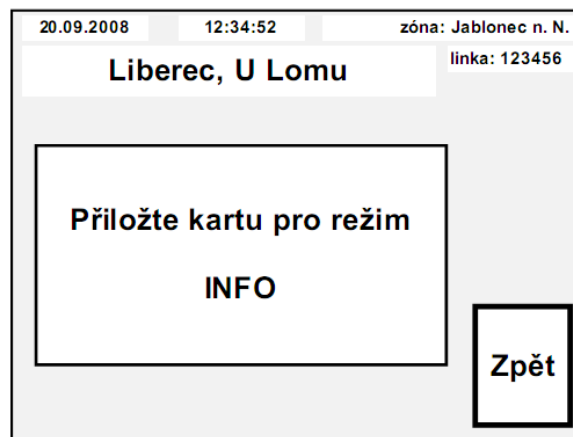 20.09.2008 12:34:52 zóna: Jablonec n. N.
Liberec, U Lomu
linka: 123456
Přiložte kartu pro režim
INFO
Zpět